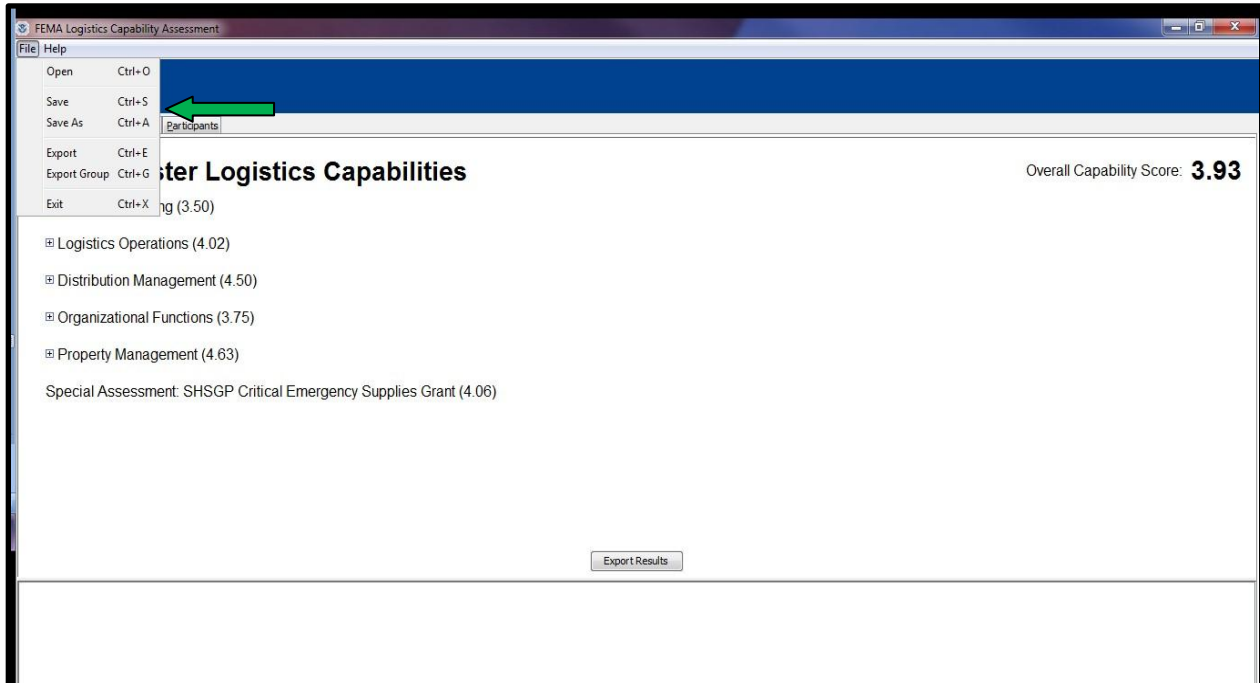 FEMA Logistics Capability Assessment
File Help
Open Ctrl+O
Save Ctrl+S
Save As Ctrl+A
Participants
Export Ctrl+E
Export Group Ctrl+G
Exit Ctrl+X
ster Logistics Capabilities
Overall Capability Score: 3.93
ng (3.50)
Logistics Operations (4.02)
Distribution Management (4.50)
Organizational Functions (3.75)
Property Management (4.63)
Special Assessment: SHSGP Critical Emergency Supplies Grant (4.06)
Export Results